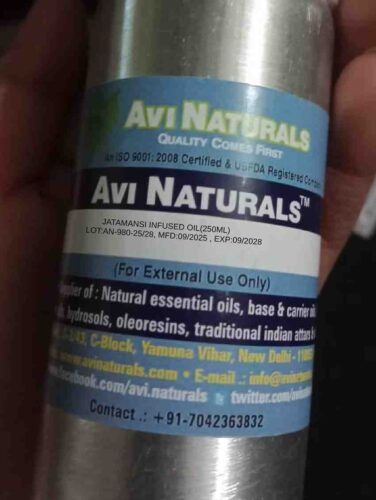 AVI NATURALS
QUALITY COMES FIRST
An ISO 9001: 2008 Certified & USFDA Registered
AVI NATURALS™
JATAMANSI INFUSED OIL(250ML)
LOT:AN-980-25/28, MFD:09/2025 , EXP:09/2028
(For External Use Only)
of : Natural essential oils, base & carrier
hydrosols, oleoresins, traditional indian attars
C-Block, Yamuna Vihar, New Delhi -
www.avinaturals.com • E-mail .:
facebook.com/avi.naturals
Contact .: +91-7042363832